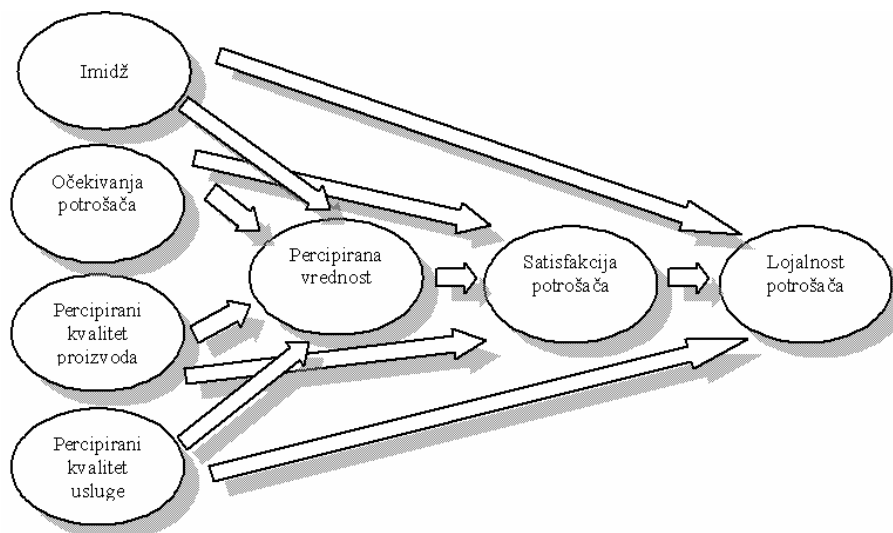 Imidž
Očekivanja
potrošača
Percipirana
vrednost
Satisfakcija
potrošača
Lojalnost
potrošača
Percipirani
kvalitet
proizvoda
Percipirani
kvalitet
usluge